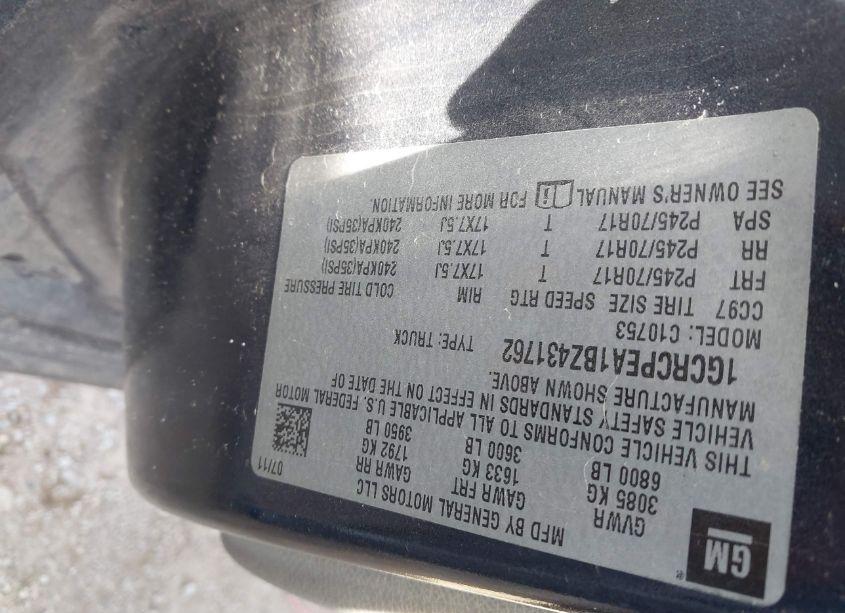 GM ®
MFD BY GENERAL MOTORS LLC 07/11
GVWR GAWR FRT GAWR RR
3085 KG 1633 KG 1792 KG
6800 LB 3600 LB 3950 LB
THIS VEHICLE CONFORMS TO ALL APPLICABLE U.S. FEDERAL MOTOR
VEHICLE SAFETY STANDARDS IN EFFECT ON THE DATE OF
MANUFACTURE SHOWN ABOVE.
1GCRCPEA1BZ431762 TYPE: TRUCK
MODEL: C10753
CC97 TIRE SIZE SPEED RTG RIM COLD TIRE PRESSURE
FRT P245/70R17 T 17X7.5J 240KPA(35PSI)
RR P245/70R17 T 17X7.5J 240KPA(35PSI)
SPA P245/70R17 T 17X7.5J 240KPA(35PSI)
SEE OWNER'S MANUAL i FOR MORE INFORMATION.